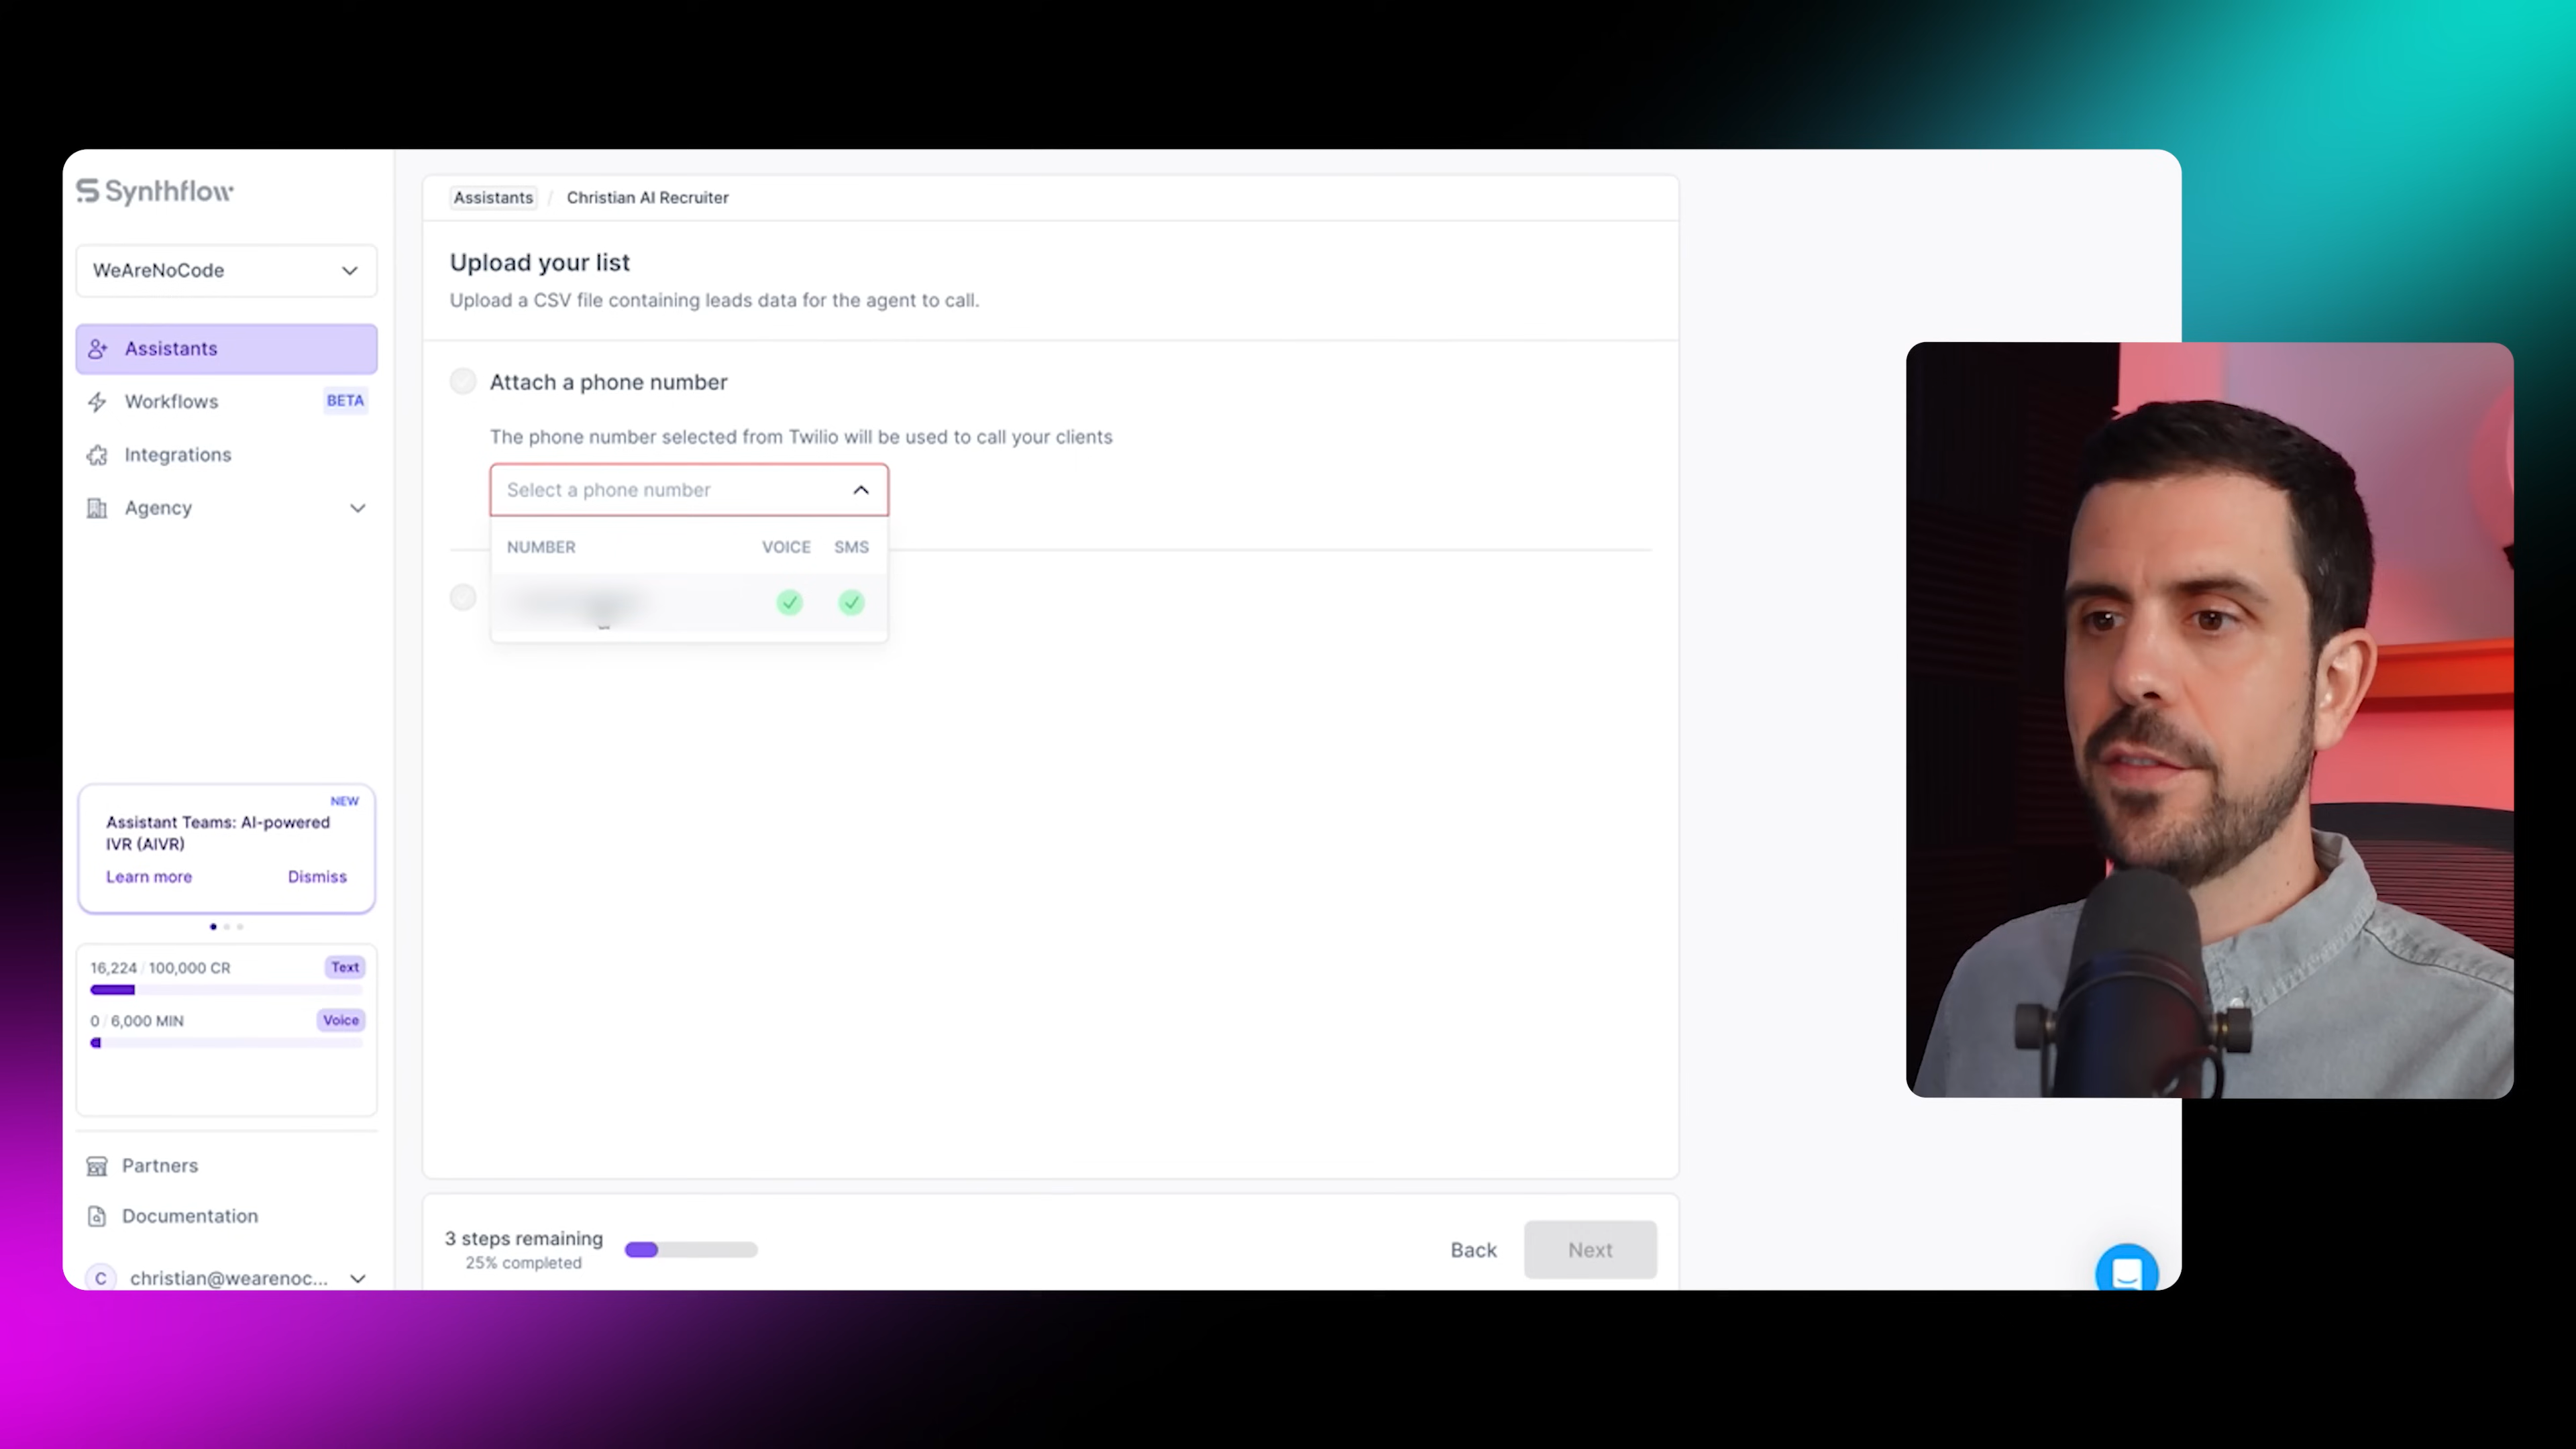 Synthflow
WeAreNoCode
Assistants
Workflows BETA
Integrations
Agency
NEW
Assistant Teams: AI-powered
IVR (AIVR)
Learn more Dismiss
16,224 / 100,000 CR Text
0 / 6,000 MIN Voice
Partners
Documentation
C christian@wearenoc...
Assistants / Christian AI Recruiter
Upload your list
Upload a CSV file containing leads data for the agent to call.
Attach a phone number
The phone number selected from Twilio will be used to call your clients
Select a phone number
NUMBER VOICE SMS
3 steps remaining
25% completed
Back Next